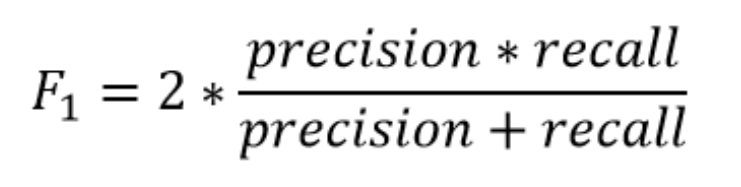 F₁ = 2 * precision * recall / precision + recall